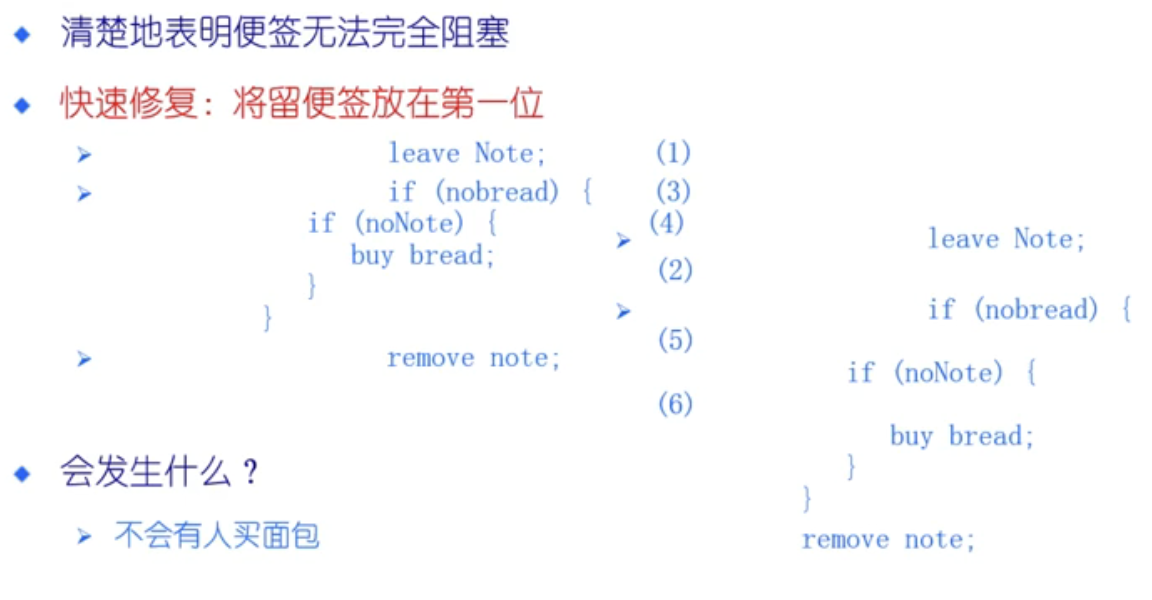 清楚地表明便签无法完全阻塞
快速修复：将留便签放在第一位
leave Note; (1)
if (nobread) { (3)
if (noNote) { (4)
leave Note;
buy bread; (2)
}
if (nobread) {
}
(5)
remove note;
if (noNote) {
(6)
buy bread;
}
会发生什么？
}
不会有人买面包
remove note;